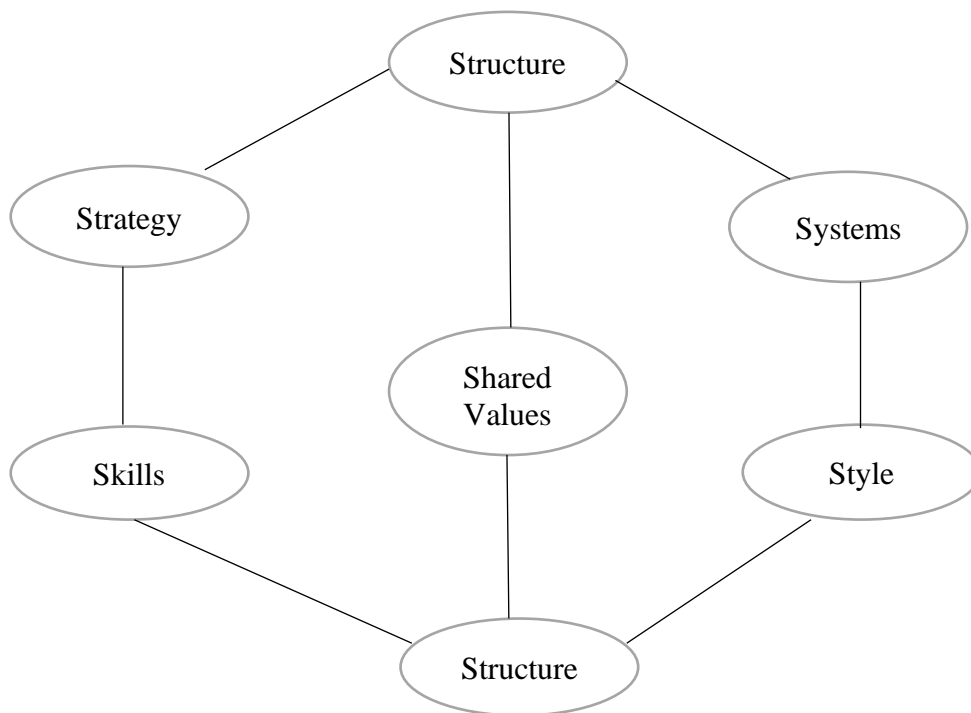 Structure
Strategy
Systems
Shared
Values
Skills
Style
Structure